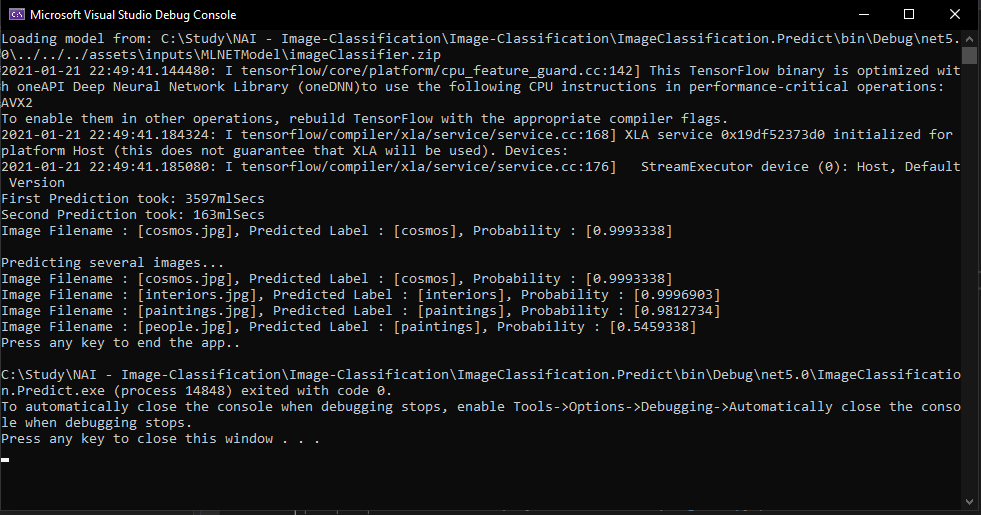 Microsoft Visual Studio Debug Console
Loading model from: C:\Study\NAI - Image-Classification\Image-Classification\ImageClassification.Predict\bin\Debug\net5.
0\../../../assets\inputs\MLNETModel\imageClassifier.zip
2021-01-21 22:49:41.144480: I tensorflow/core/platform/cpu_feature_guard.cc:142] This TensorFlow binary is optimized wit
h oneAPI Deep Neural Network Library (oneDNN)to use the following CPU instructions in performance-critical operations:
AVX2
To enable them in other operations, rebuild TensorFlow with the appropriate compiler flags.
2021-01-21 22:49:41.184324: I tensorflow/compiler/xla/service/service.cc:168] XLA service 0x19df52373d0 initialized for
platform Host (this does not guarantee that XLA will be used). Devices:
2021-01-21 22:49:41.185080: I tensorflow/compiler/xla/service/service.cc:176]   StreamExecutor device (0): Host, Default
 Version
First Prediction took: 3597mlSecs
Second Prediction took: 163mlSecs
Image Filename : [cosmos.jpg], Predicted Label : [cosmos], Probability : [0.9993338]
Predicting several images...
Image Filename : [cosmos.jpg], Predicted Label : [cosmos], Probability : [0.9993338]
Image Filename : [interiors.jpg], Predicted Label : [interiors], Probability : [0.9996903]
Image Filename : [paintings.jpg], Predicted Label : [paintings], Probability : [0.9812734]
Image Filename : [people.jpg], Predicted Label : [paintings], Probability : [0.5459338]
Press any key to end the app..
C:\Study\NAI - Image-Classification\Image-Classification\ImageClassification.Predict\bin\Debug\net5.0\ImageClassificatio
n.Predict.exe (process 14848) exited with code 0.
To automatically close the console when debugging stops, enable Tools->Options->Debugging->Automatically close the conso
le when debugging stops.
Press any key to close this window . . .